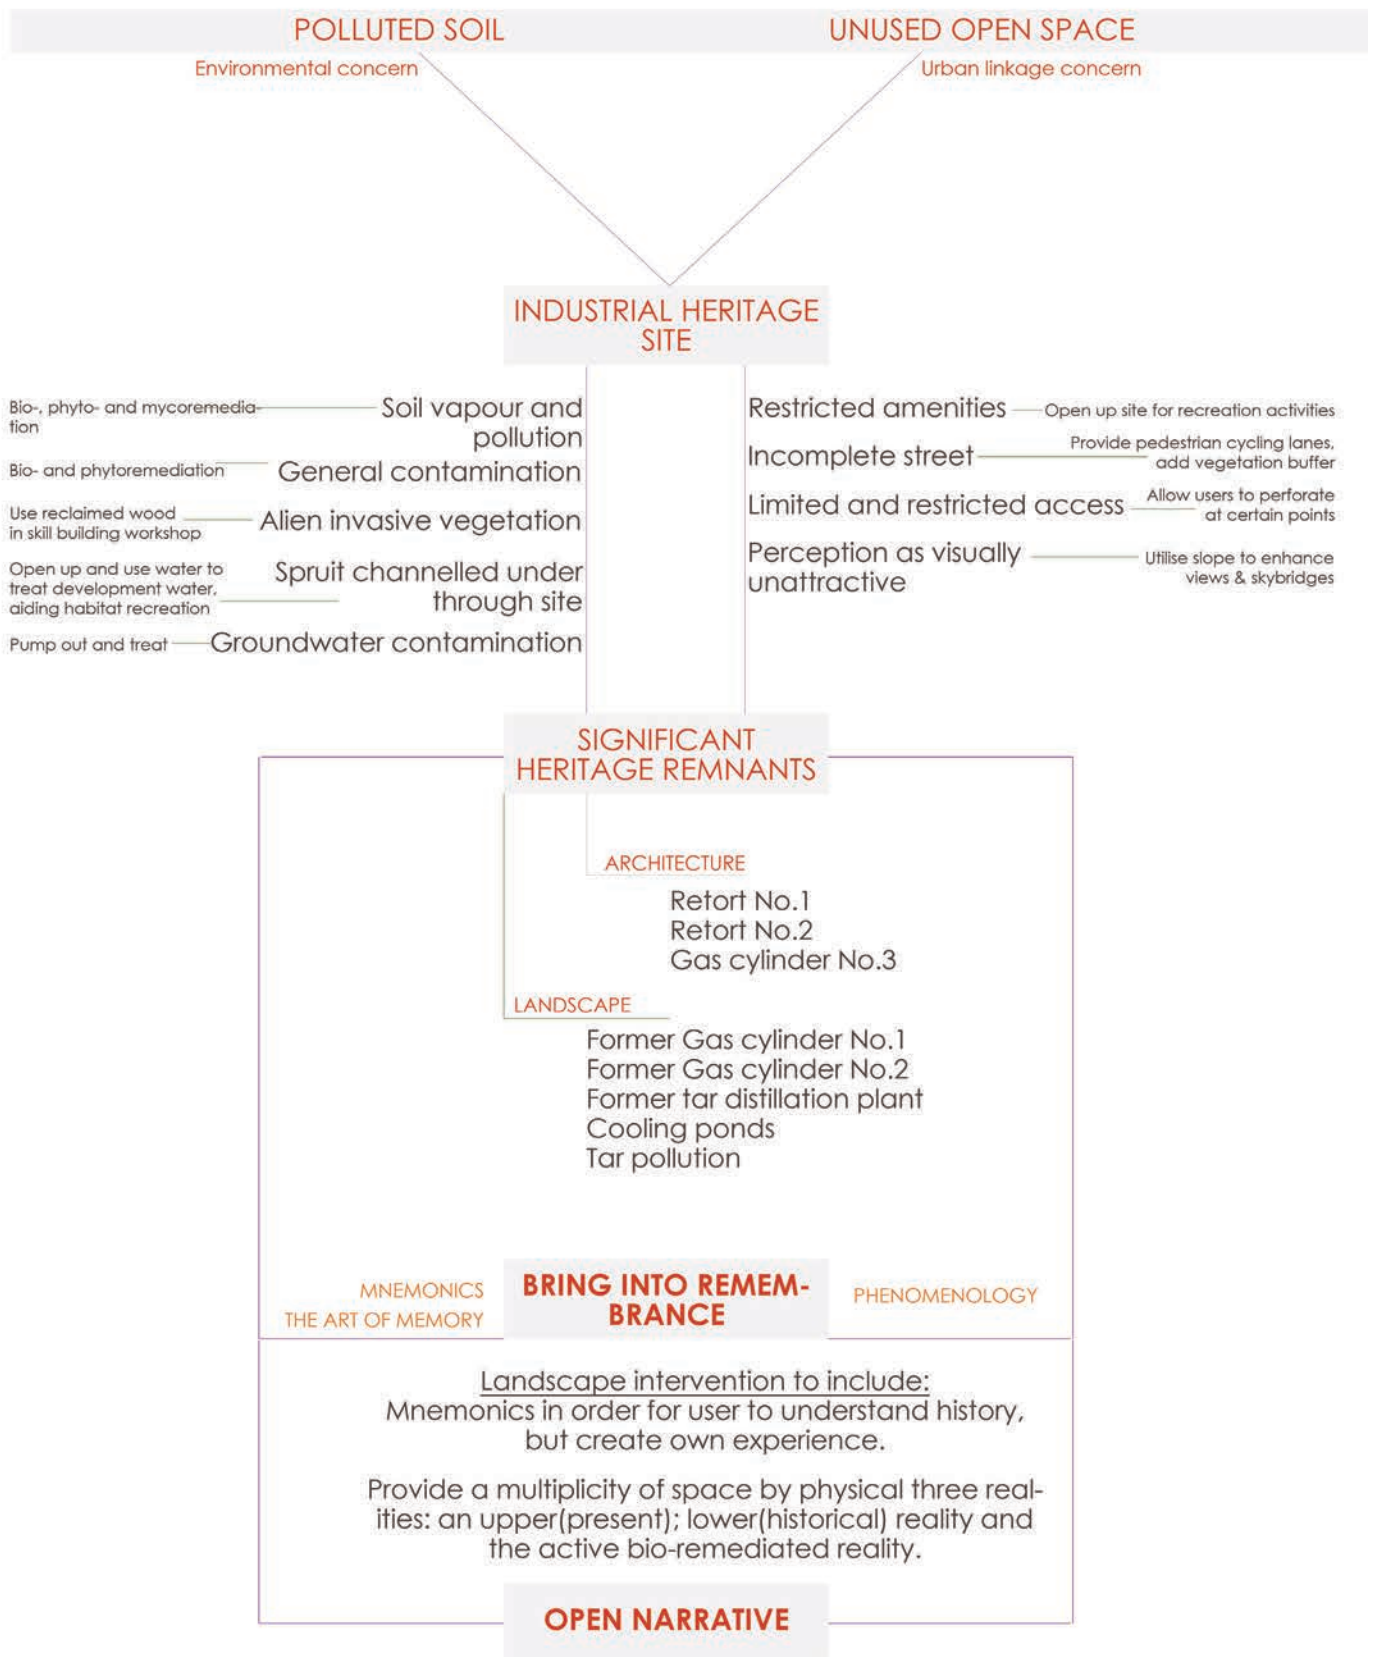 POLLUTED SOIL
UNUSED OPEN SPACE
Environmental concern
Urban linkage concern
INDUSTRIAL HERITAGE
SITE
Bio-, phyto- and mycoremedia-
tion
Soil vapour and
pollution
Bio- and phytoremediation
General contamination
Use reclaimed wood
in skill building workshop
Alien invasive vegetation
Open up and use water to
treat development water,
aiding habitat recreation
Spruit channelled under
through site
Pump out and treat
Groundwater contamination
Restricted amenities
Open up site for recreation activities
Incomplete street
Provide pedestrian cycling lanes,
add vegetation buffer
Limited and restricted access
Allow users to perforate
at certain points
Perception as visually
unattractive
Utilise slope to enhance
views & skybridges
SIGNIFICANT
HERITAGE REMNANTS
ARCHITECTURE
Retort No.1
Retort No.2
Gas cylinder No.3
LANDSCAPE
Former Gas cylinder No.1
Former Gas cylinder No.2
Former tar distillation plant
Cooling ponds
Tar pollution
MNEMONICS
THE ART OF MEMORY
BRING INTO REMEM-
BRANCE
PHENOMENOLOGY
Landscape intervention to include:
Mnemonics in order for user to understand history,
but create own experience.
Provide a multiplicity of space by physical three real-
ities: an upper(present); lower(historical) reality and
the active bio-remediated reality.
OPEN NARRATIVE